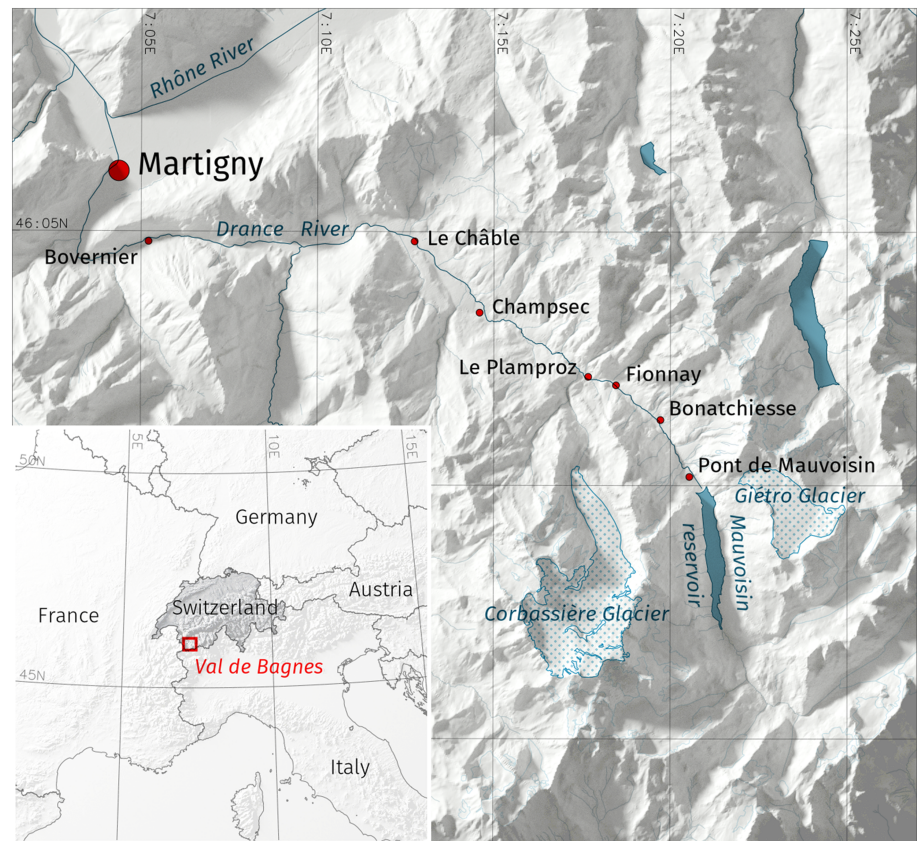 7:05E
7:10E
7:15E
7:20E
7:25E
Rhône River
Martigny
46:05N
Drance River
Le Châble
Bovernier
Champsec
Le Plamproz
Fionnay
Bonatchiesse
Pont de Mauvoisin
Giétro Glacier
Mauvoisin
reservoir
Corbassière Glacier
5E
10E
15E
50N
Germany
Austria
Switzerland
France
Val de Bagnes
45N
Italy